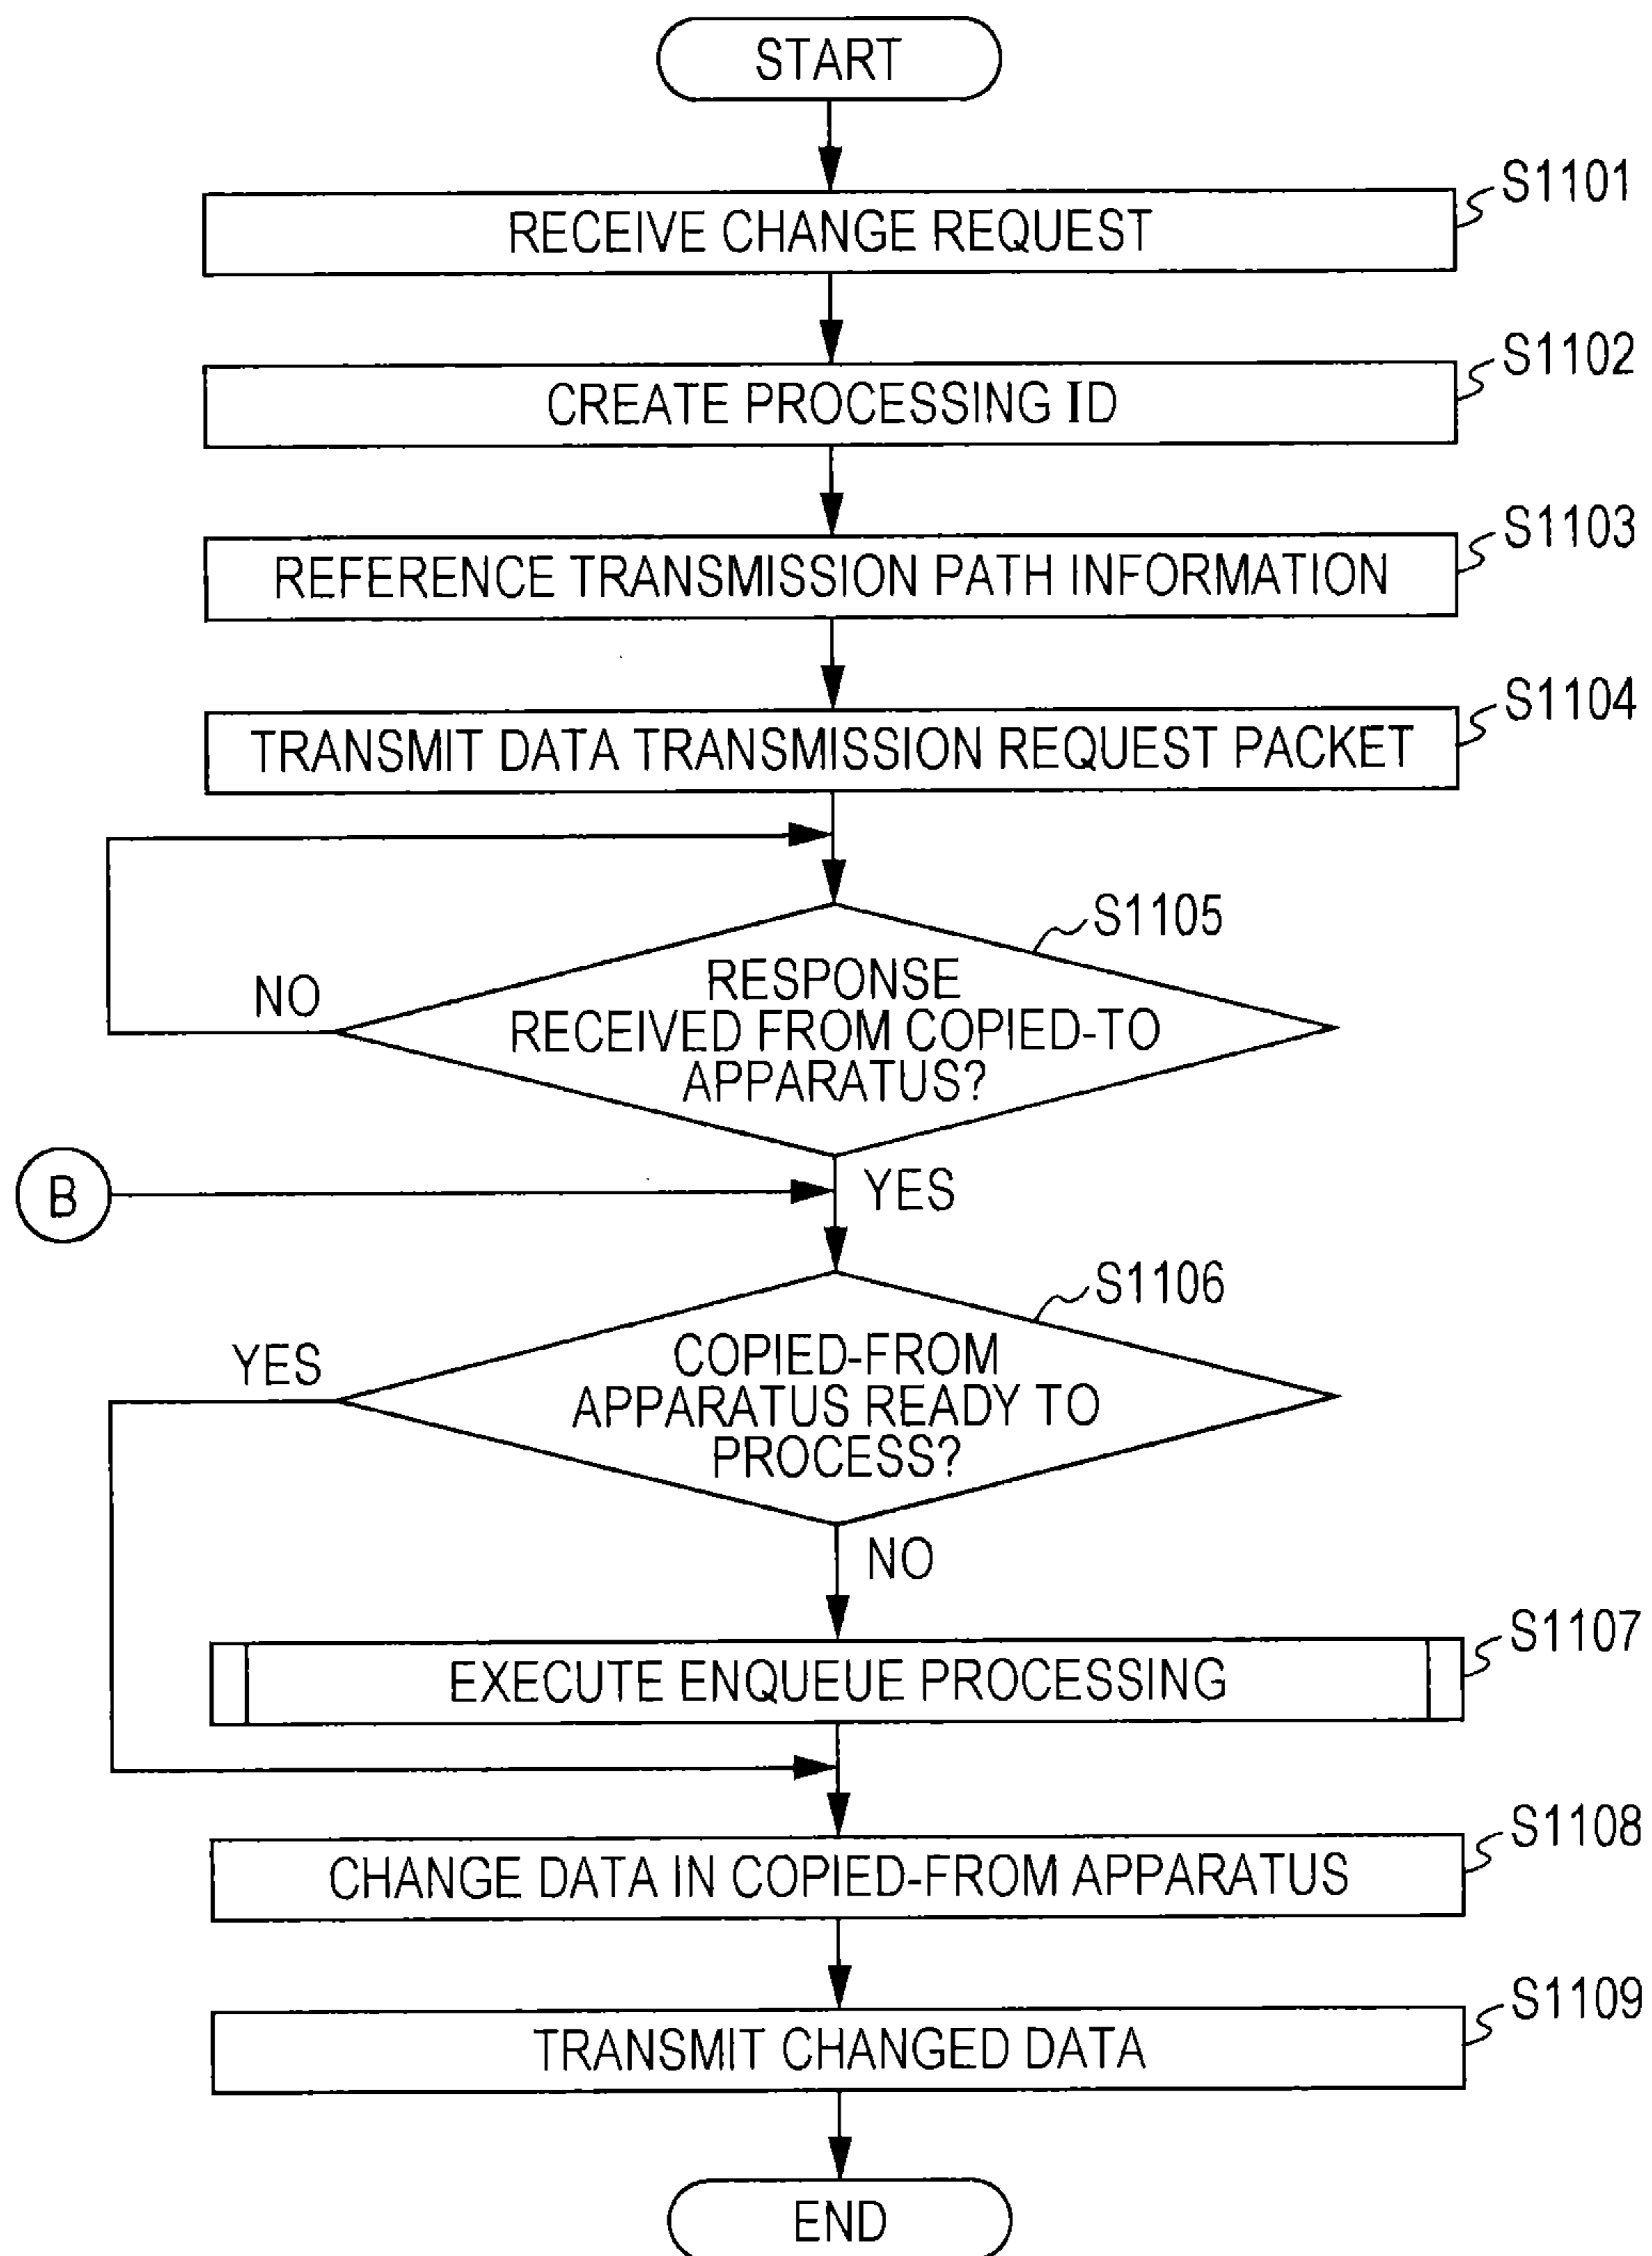 START
S1101
RECEIVE CHANGE REQUEST
S1102
CREATE PROCESSING ID
S1103
REFERENCE TRANSMISSION PATH INFORMATION
S1104
TRANSMIT DATA TRANSMISSION REQUEST PACKET
S1105
RESPONSE
RECEIVED FROM COPIED-TO
APPARATUS?
NO
B
YES
S1106
COPIED-FROM
APPARATUS READY TO
PROCESS?
YES
NO
S1107
EXECUTE ENQUEUE PROCESSING
S1108
CHANGE DATA IN COPIED-FROM APPARATUS
S1109
TRANSMIT CHANGED DATA
END